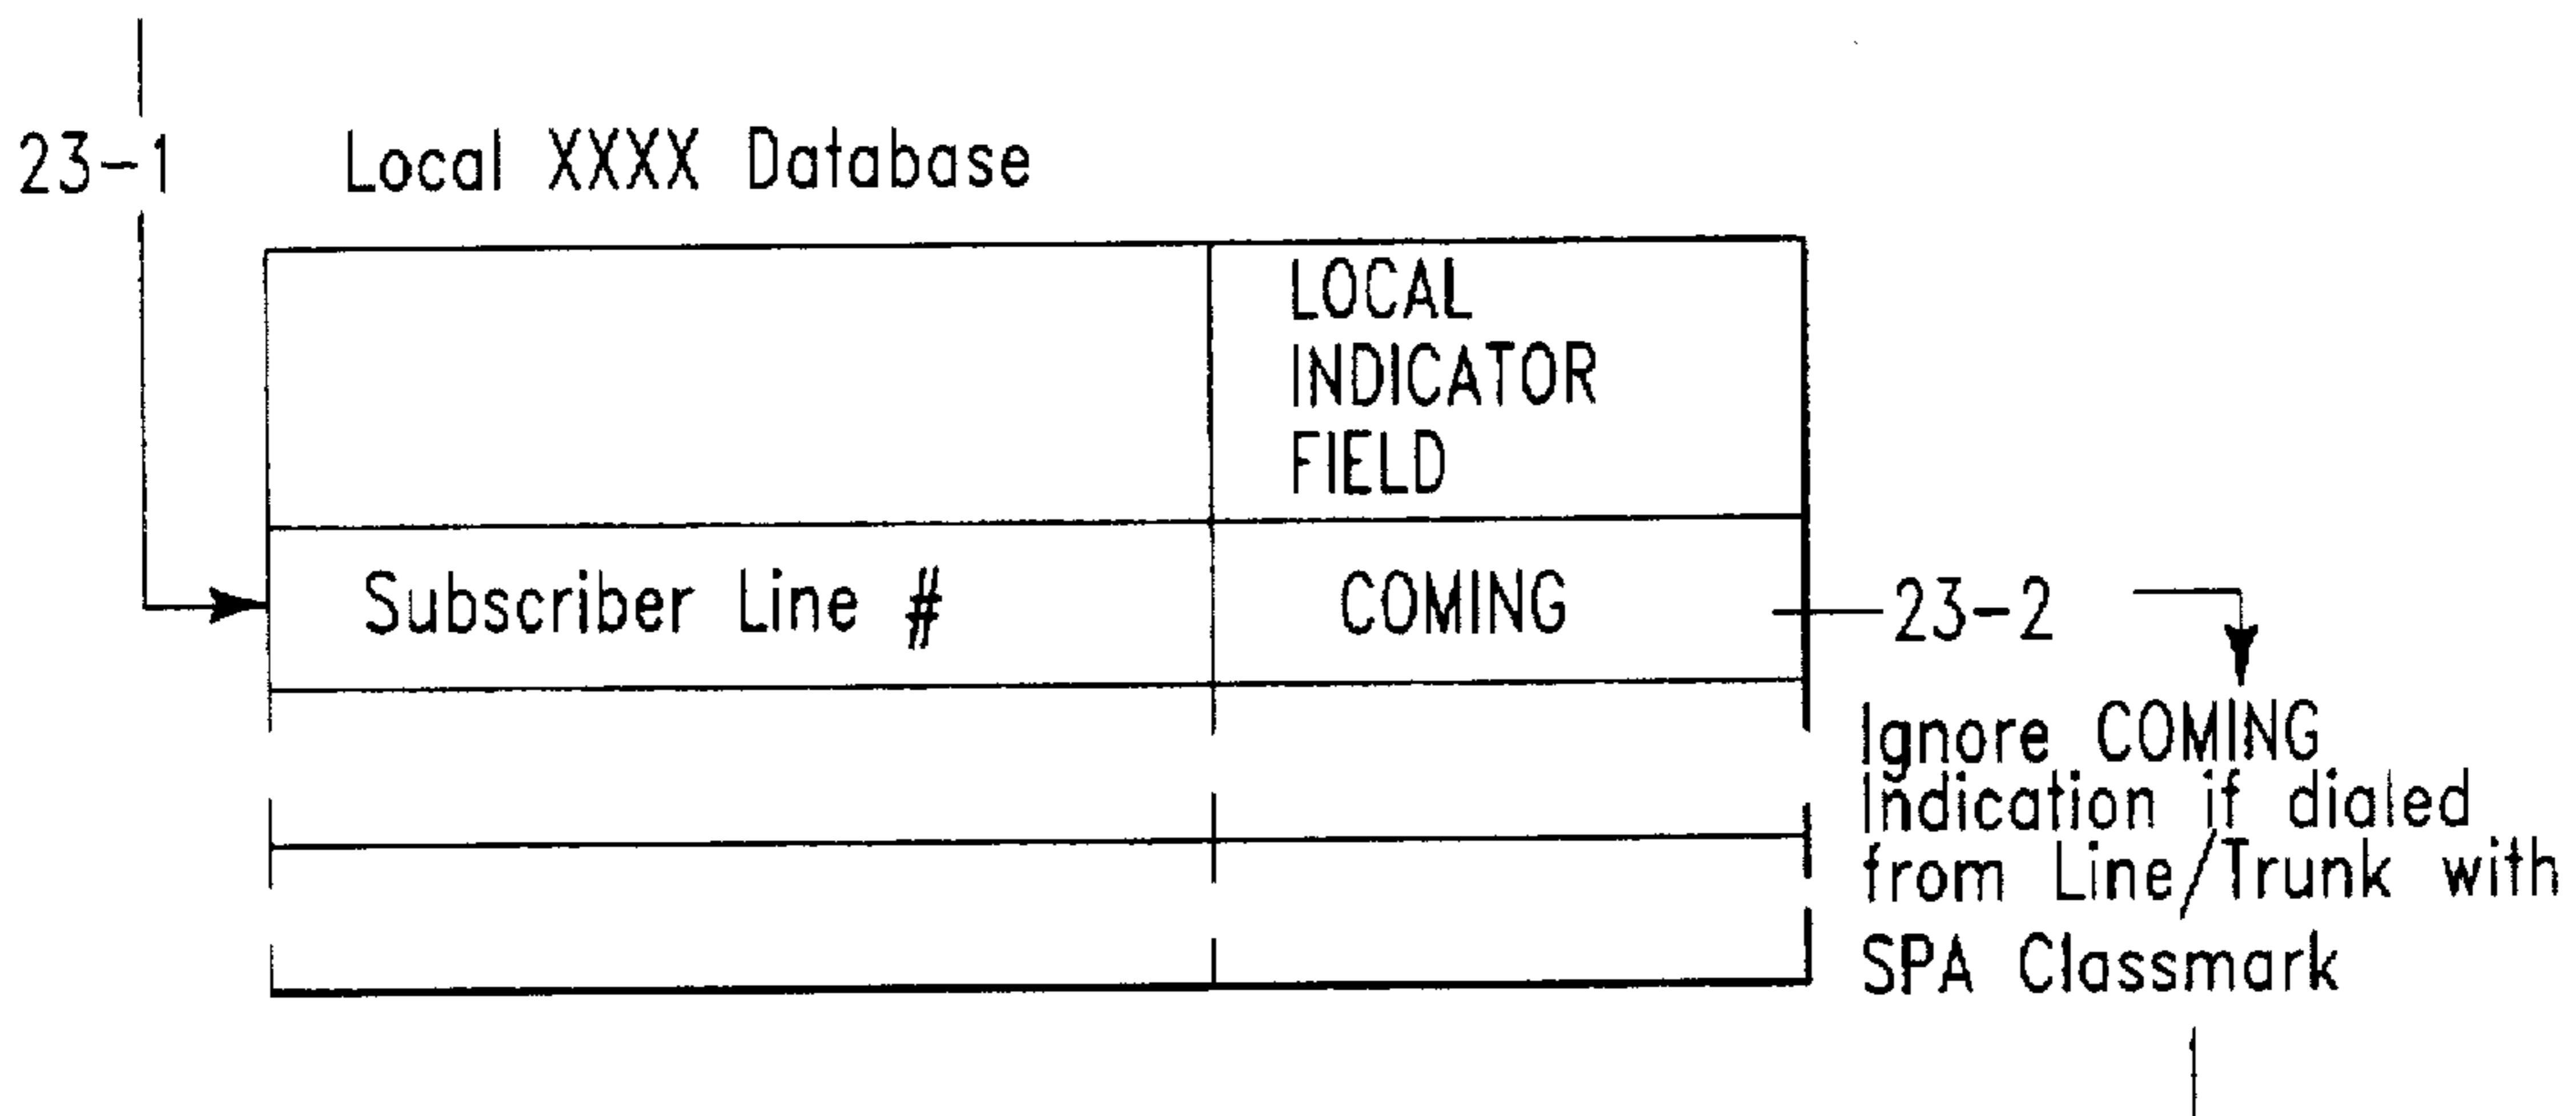 23-1
Local XXXX Database
LOCAL
INDICATOR
FIELD
Subscriber Line #
COMING
23-2
Ignore COMING
Indication if dialed
from Line/Trunk with
SPA Classmark